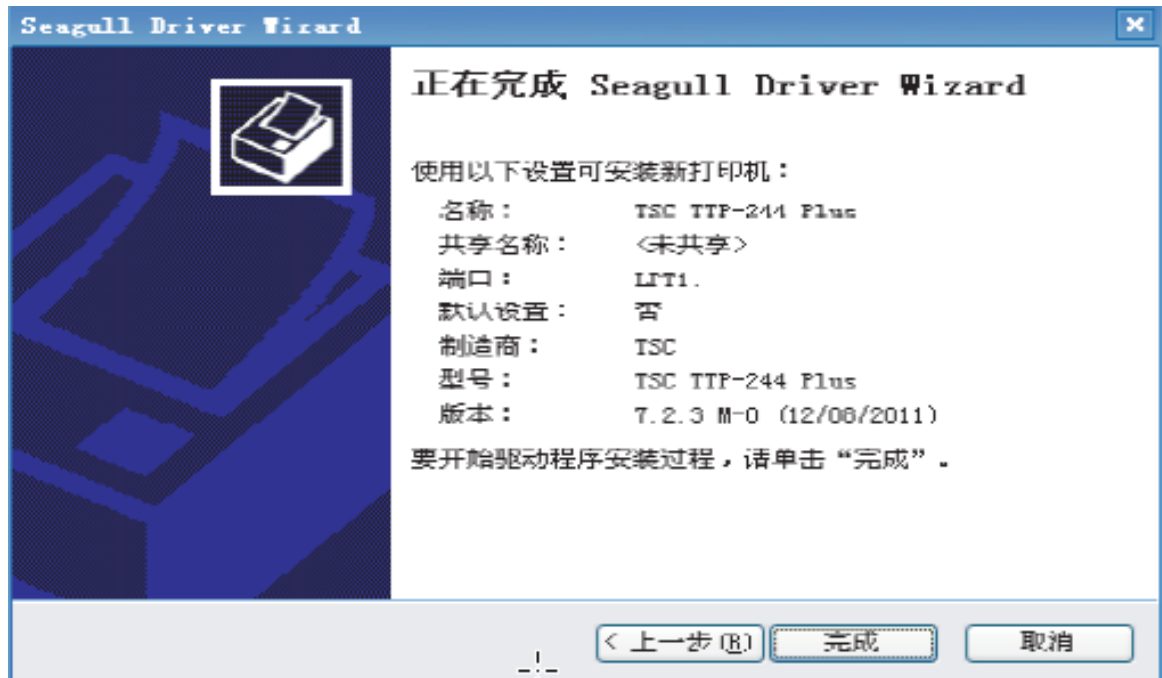 Seagull Driver Wizard
正在完成 Seagull Driver Wizard
使用以下设置可安装新打印机：
名称： TSC TTP-244 Plus
共享名称： <未共享>
端口： LPT1.
默认设置： 否
制造商： TSC
型号： TSC TTP-244 Plus
版本： 7.2.3 M-0 (12/08/2011)
要开始驱动程序安装过程，请单击“完成”。
< 上一步(B) 完成 取消